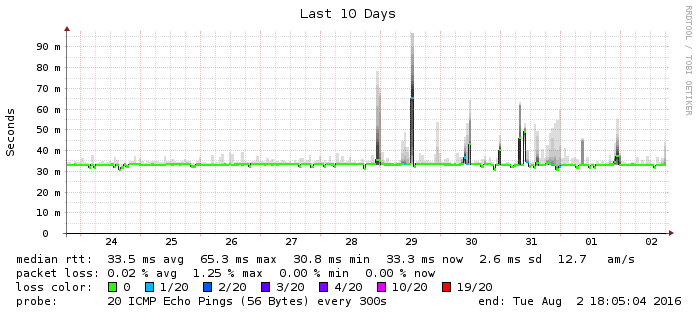 Last 10 Days
RRDTOOL / TOBI OETIKER
Seconds
90 m
80 m
70 m
60 m
50 m
40 m
30 m
20 m
10 m
0
24 25 26 27 28 29 30 31 01 02
median rtt: 33.5 ms avg 65.3 ms max 30.8 ms min 33.3 ms now 2.6 ms sd 12.7 am/s
packet loss: 0.02 % avg 1.25 % max 0.00 % min 0.00 % now
loss color: 0 1/20 2/20 3/20 4/20 10/20 19/20
probe: 20 ICMP Echo Pings (56 Bytes) every 300s end: Tue Aug 2 18:05:04 2016